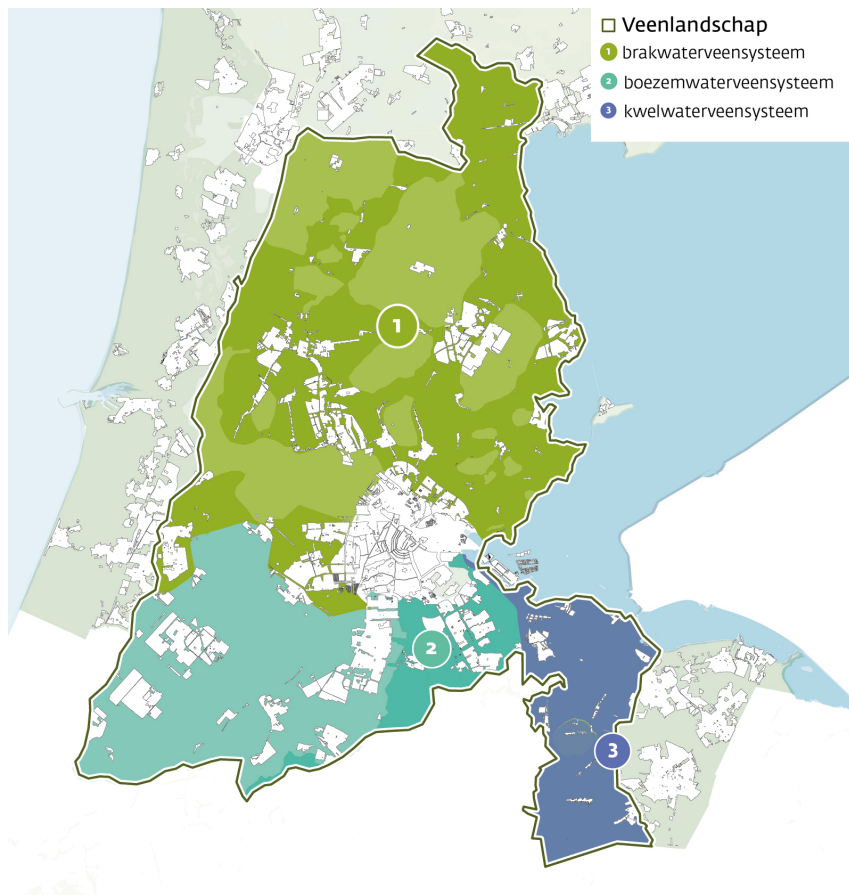 Veenlandschap
1 brakwaterveensysteem
2 boezemwaterveensysteem
3 kwelwaterveensysteem
1
2
3